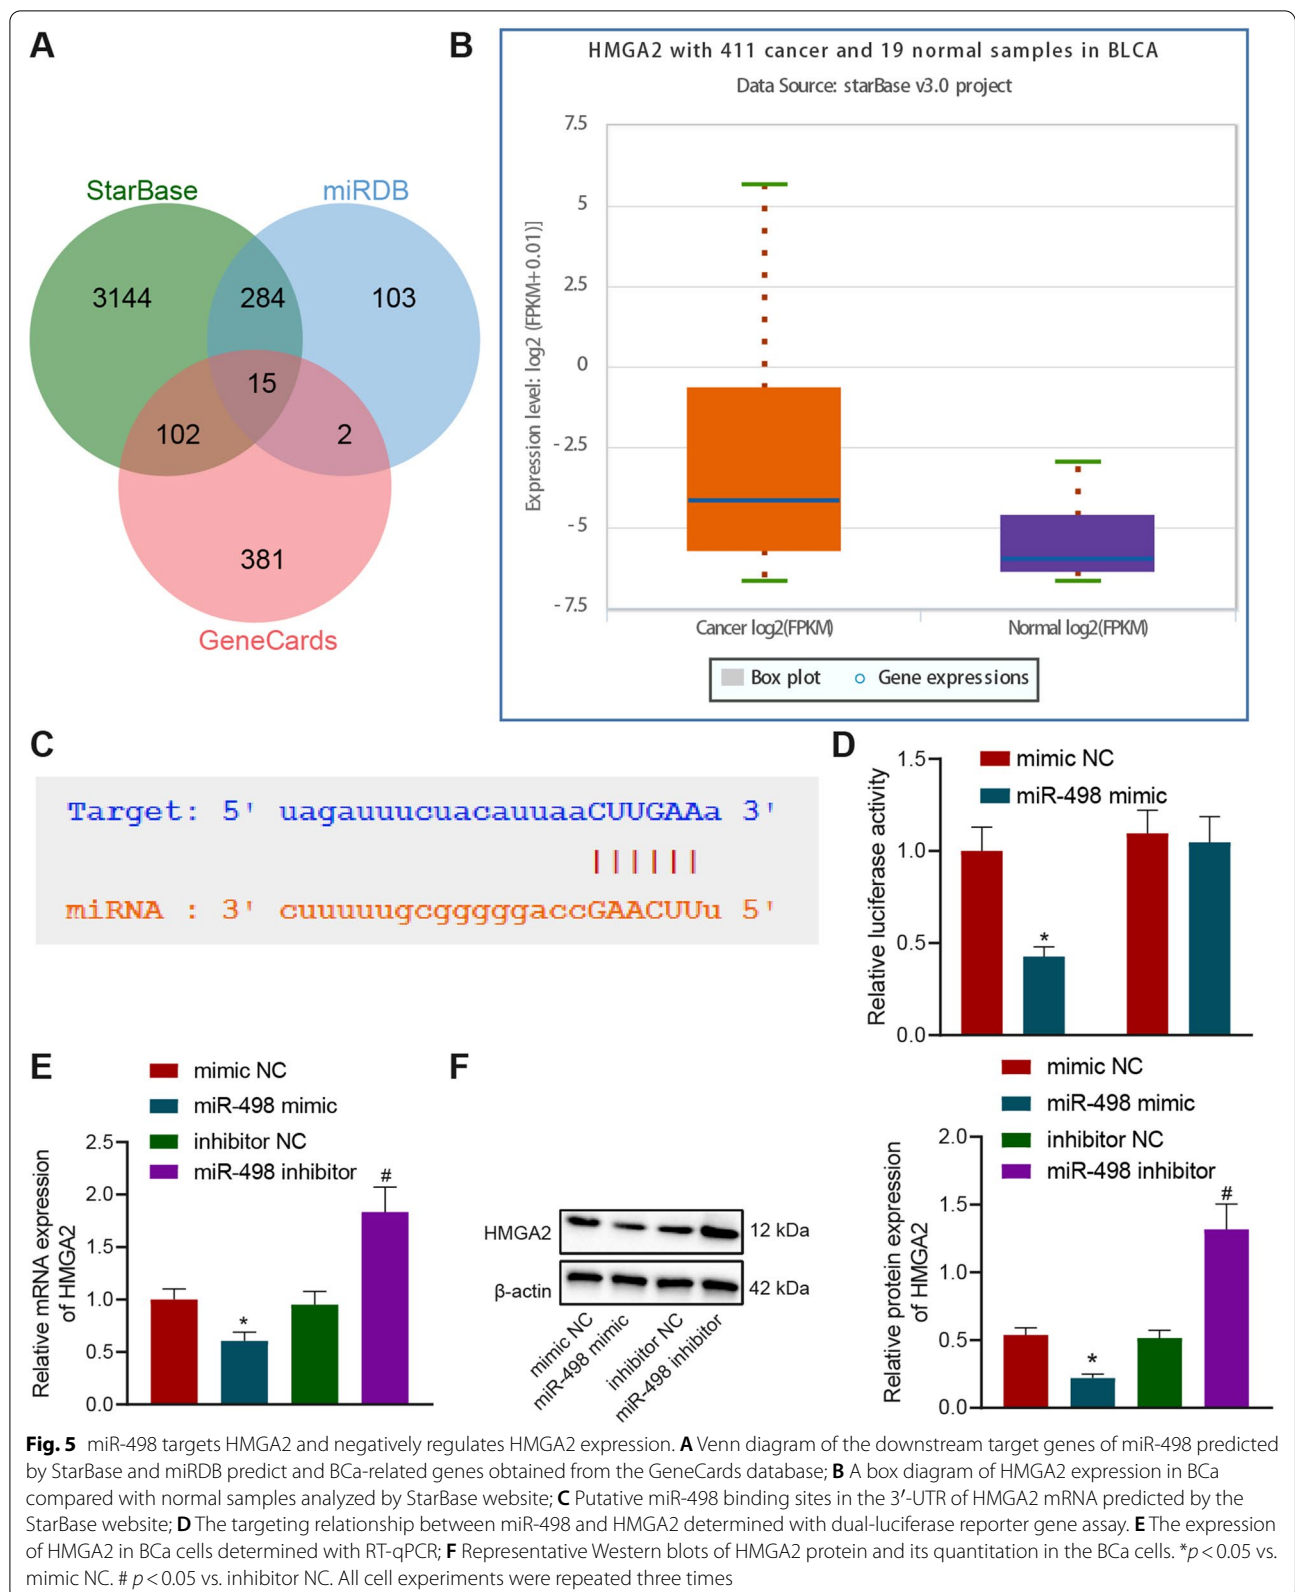 A
StarBase
miRDB
3144
284
103
15
102
2
381
GeneCards
B
HMGA2 with 411 cancer and 19 normal samples in BLCA
Data Source: starBase v3.0 project
Expression level: log2 (FPKM+0.01)]
7.5
5
2.5
0
-2.5
-5
-7.5
Cancer log2(FPKM)
Normal log2(FPKM)
Box plot
Gene expressions
C
Target: 5' uagauuucuacauuaaCUUGAAa 3'
||||||
miRNA : 3' cuuuuugcgggggaccGAACUUu 5'
D
mimic NC
miR-498 mimic
Relative luciferase activity
1.5
1.0
0.5
0.0
*
E
mimic NC
miR-498 mimic
inhibitor NC
miR-498 inhibitor
Relative mRNA expression
of HMGA2
2.5
2.0
1.5
1.0
0.5
0.0
*
#
F
HMGA2
12 kDa
β-actin
42 kDa
mimic NC
miR-498 mimic
inhibitor NC
miR-498 inhibitor
mimic NC
miR-498 mimic
inhibitor NC
miR-498 inhibitor
Relative protein expression
of HMGA2
2.0
1.5
1.0
0.5
0.0
*
#
Fig. 5 miR-498 targets HMGA2 and negatively regulates HMGA2 expression. A Venn diagram of the downstream target genes of miR-498 predicted
by StarBase and miRDB predict and BCa-related genes obtained from the GeneCards database; B A box diagram of HMGA2 expression in BCa
compared with normal samples analyzed by StarBase website; C Putative miR-498 binding sites in the 3′-UTR of HMGA2 mRNA predicted by the
StarBase website; D The targeting relationship between miR-498 and HMGA2 determined with dual-luciferase reporter gene assay. E The expression
of HMGA2 in BCa cells determined with RT-qPCR; F Representative Western blots of HMGA2 protein and its quantitation in the BCa cells. *p < 0.05 vs.
mimic NC. # p < 0.05 vs. inhibitor NC. All cell experiments were repeated three times